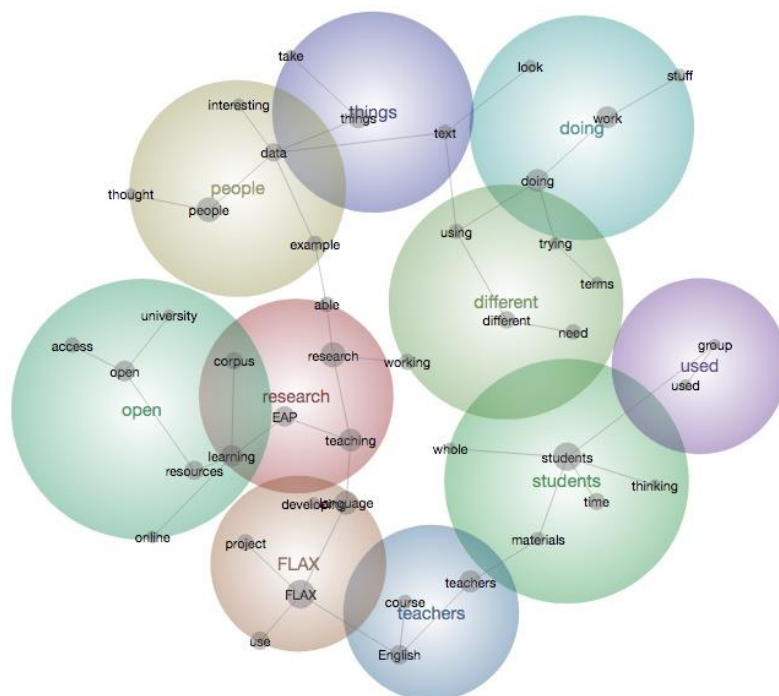 take
look
stuff
interesting
things
things
work
text
doing
data
doing
people
thought
people
using
example
trying
terms
able
different
university
different
need
access
group
research
corpus
working
open
used
used
research
open
EAP
teaching
whole
learning
students
resources
students
thinking
developing
language
time
online
project
materials
FLAX
teachers
FLAX
course
teachers
use
English